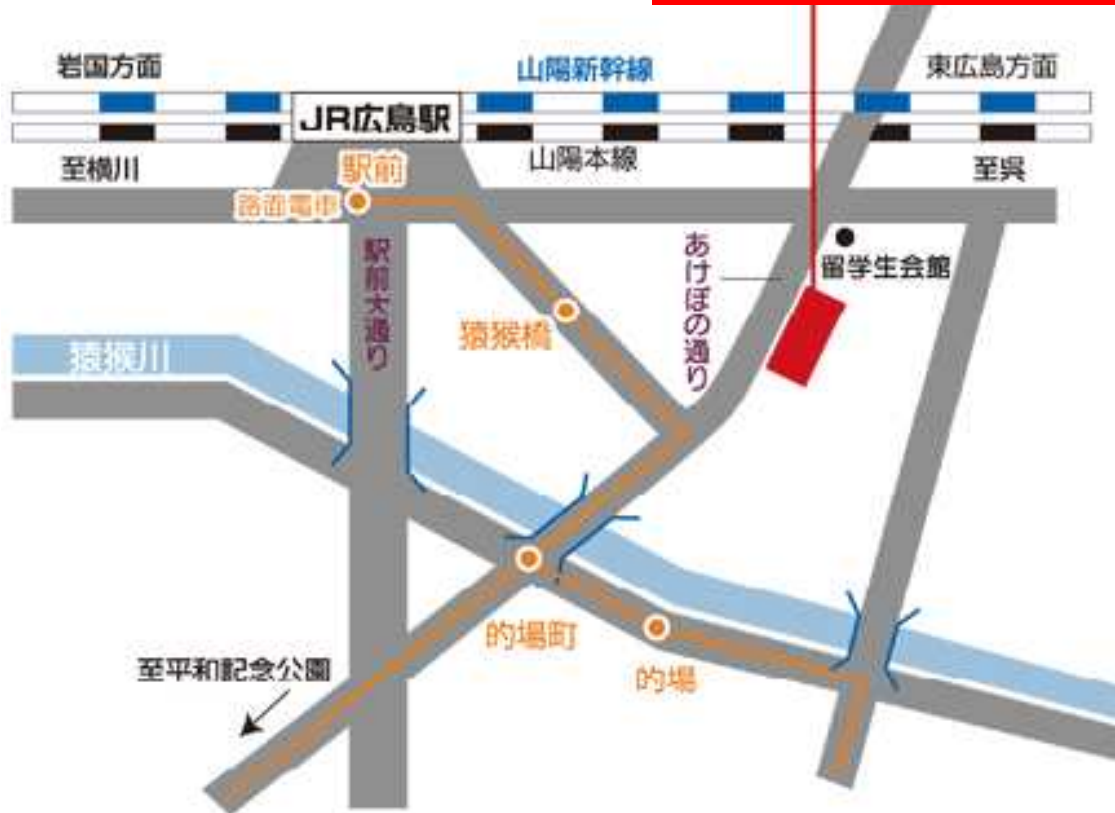 岩国方面
山陽新幹線
東広島方面
JR広島駅
至横川
駅前
山陽本線
至呉
路面電車
駅前大通り
あけぼの通り
留学生会館
猿猴橋
猿猴川
的場町
的場
至平和記念公園